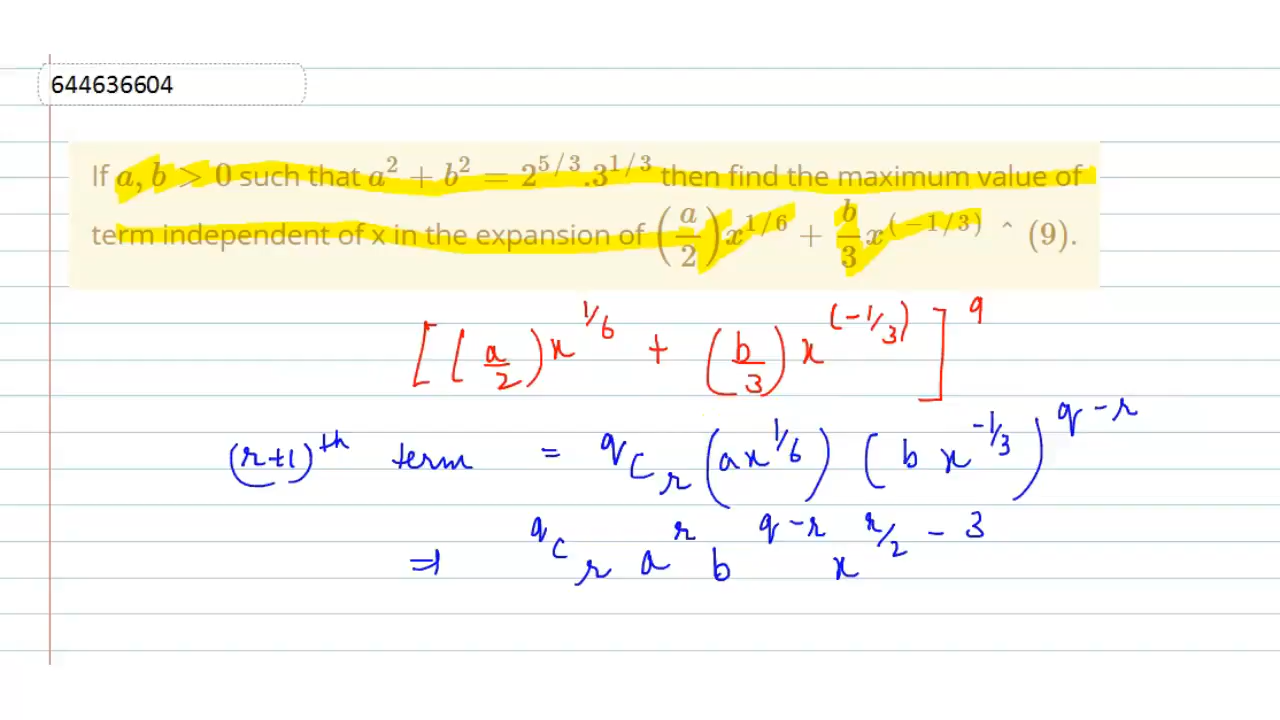 644636604
If a, b > 0 such that a² + b² = 2^{5/3}.3^{1/3} then find the maximum value of
term independent of x in the expansion of (a/2)x^{1/6} + b/3 x^{(−1/3)} ^ (9).
[(a/2)x^{1/6} + (b/3)x^{(-1/3)}]^9
(r+1)^{th} term = ^9C_r (ax^{1/6}) (b x^{-1/3})^{9-r}
⇒ ^9C_r a^r b^{9-r} x^{r/2 - 3}